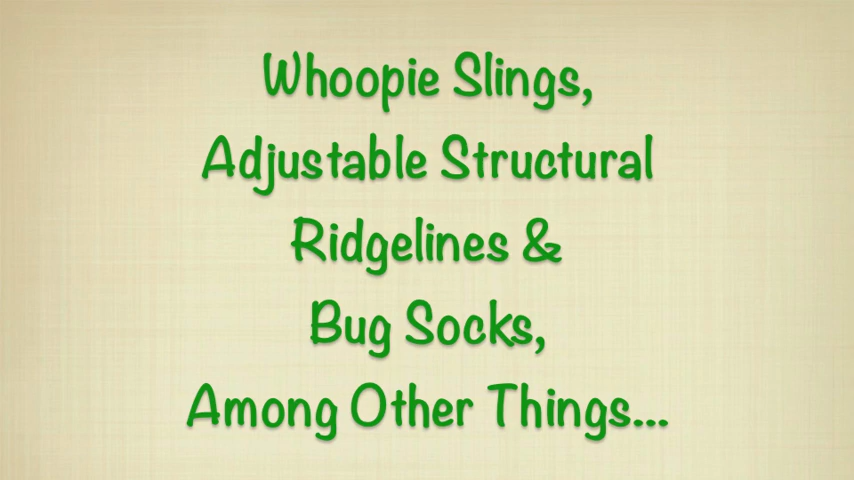 Whoopie Slings,
Adjustable Structural
Ridgelines &
Bug Socks,
Among Other Things...